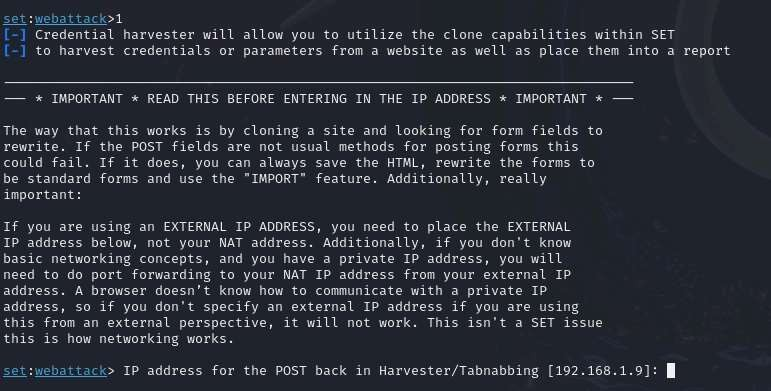 set:webattack>1
[-] Credential harvester will allow you to utilize the clone capabilities within SET
[-] to harvest credentials or parameters from a website as well as place them into a report
-------------------------------------------------------------------------------
--- * IMPORTANT * READ THIS BEFORE ENTERING IN THE IP ADDRESS * IMPORTANT * ---
The way that this works is by cloning a site and looking for form fields to
rewrite. If the POST fields are not usual methods for posting forms this
could fail. If it does, you can always save the HTML, rewrite the forms to
be standard forms and use the "IMPORT" feature. Additionally, really
important:
If you are using an EXTERNAL IP ADDRESS, you need to place the EXTERNAL
IP address below, not your NAT address. Additionally, if you don't know
basic networking concepts, and you have a private IP address, you will
need to do port forwarding to your NAT IP address from your external IP
address. A browser doesn’t know how to communicate with a private IP
address, so if you don't specify an external IP address if you are using
this from an external perspective, it will not work. This isn't a SET issue
this is how networking works.
set:webattack> IP address for the POST back in Harvester/Tabnabbing [192.168.1.9]: